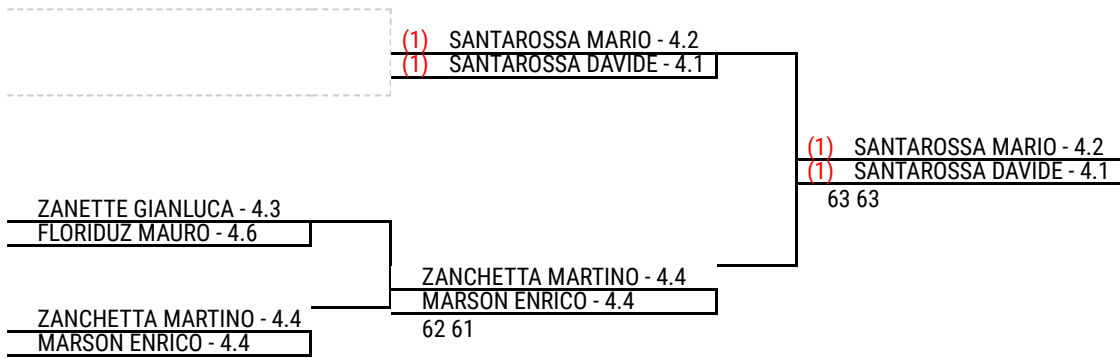 (1) SANTAROSSA MARIO - 4.2
(1) SANTAROSSA DAVIDE - 4.1
(1) SANTAROSSA MARIO - 4.2
(1) SANTAROSSA DAVIDE - 4.1
63 63
ZANETTE GIANLUCA - 4.3
FLORIDUZ MAURO - 4.6
ZANCHETTA MARTINO - 4.4
MARSON ENRICO - 4.4
62 61
ZANCHETTA MARTINO - 4.4
MARSON ENRICO - 4.4